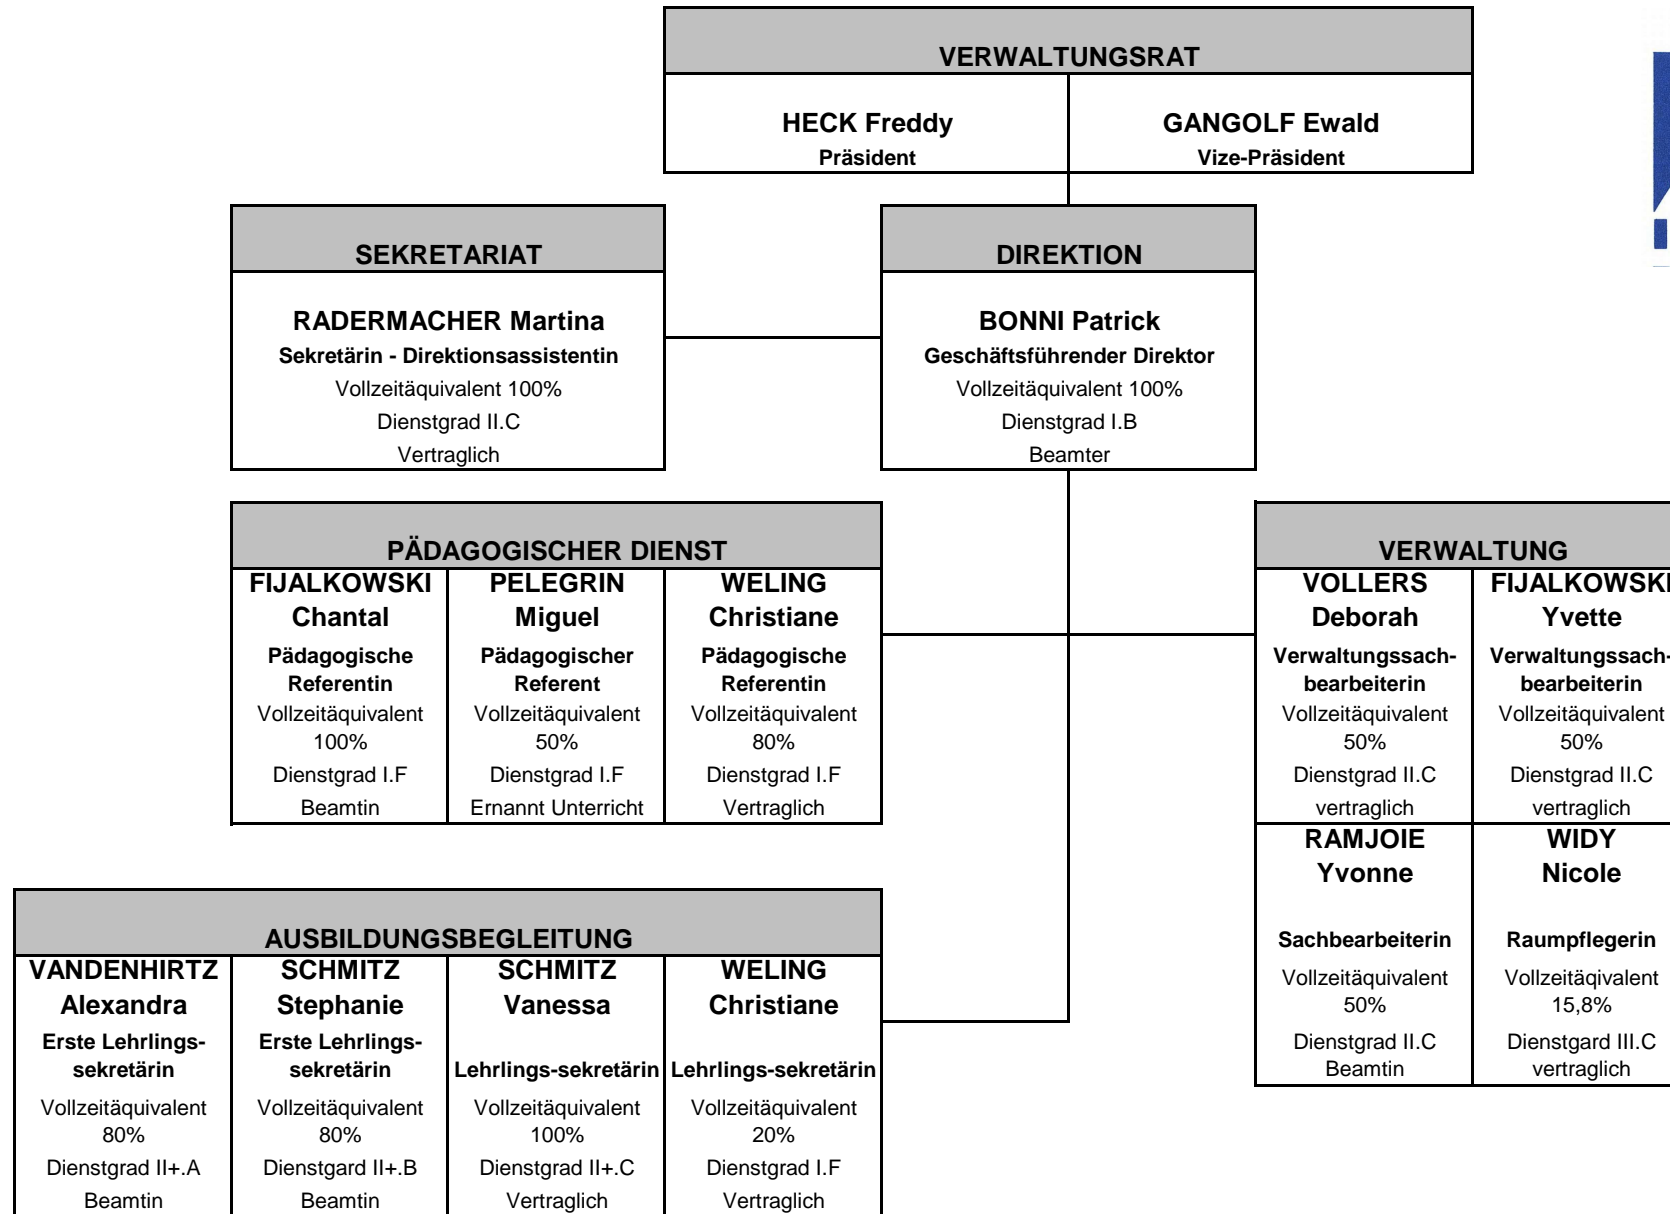 VERWALTUNGSRAT
HECK Freddy
Präsident
GANGOLF Ewald
Vize-Präsident
SEKRETARIAT
RADERMACHER Martina
Sekretärin - Direktionsassistentin
Vollzeitäquivalent 100%
Dienstgrad II.C
Vertraglich
DIREKTION
BONNI Patrick
Geschäftsführender Direktor
Vollzeitäquivalent 100%
Dienstgrad I.B
Beamter
PÄDAGOGISCHER DIENST
FIJALKOWSKI
Chantal
Pädagogische
Referentin
Vollzeitäquivalent
100%
Dienstgrad I.F
Beamtin
PELEGRIN
Miguel
Pädagogischer
Referent
Vollzeitäquivalent
50%
Dienstgrad I.F
Ernannt Unterricht
WELING
Christiane
Pädagogische
Referentin
Vollzeitäquivalent
80%
Dienstgrad I.F
Vertraglich
VERWALTUNG
VOLLERS
Deborah
Verwaltungssach-
bearbeiterin
Vollzeitäquivalent
50%
Dienstgrad II.C
vertraglich
FIJALKOWSKI
Yvette
Verwaltungssach-
bearbeiterin
Vollzeitäquivalent
50%
Dienstgrad II.C
vertraglich
RAMJOIE
Yvonne
Sachbearbeiterin
Vollzeitäquivalent
50%
Dienstgrad II.C
Beamtin
WIDY
Nicole
Raumpflegerin
Vollzeitäqivalent
15,8%
Dienstgard III.C
vertraglich
AUSBILDUNGSBEGLEITUNG
VANDENHIRTZ
Alexandra
Erste Lehrlings-
sekretärin
Vollzeitäquivalent
80%
Dienstgrad II+.A
Beamtin
SCHMITZ
Stephanie
Erste Lehrlings-
sekretärin
Vollzeitäquivalent
80%
Dienstgard II+.B
Beamtin
SCHMITZ
Vanessa
Lehrlings-sekretärin
Vollzeitäquivalent
100%
Dienstgrad II+.C
Vertraglich
WELING
Christiane
Lehrlings-sekretärin
Vollzeitäquivalent
20%
Dienstgrad I.F
Vertraglich